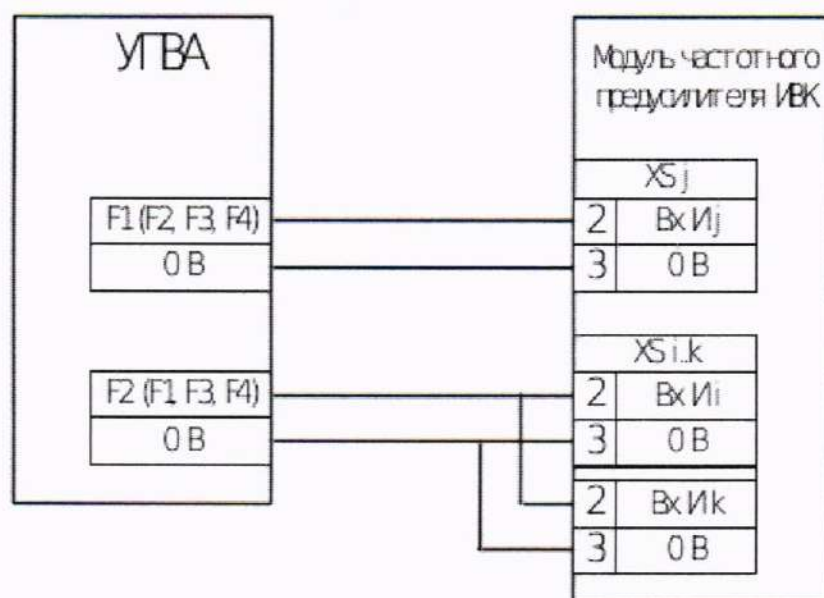 УПВА
Модуль частотного
предусилителя ИВК
F1 (F2, F3, F4)
0 В
XS j
2 Вх Иj
3 0 В
F2 (F1, F3, F4)
0 В
XS i..k
2 Вх Иi
3 0 В
2 Вх Иk
3 0 В